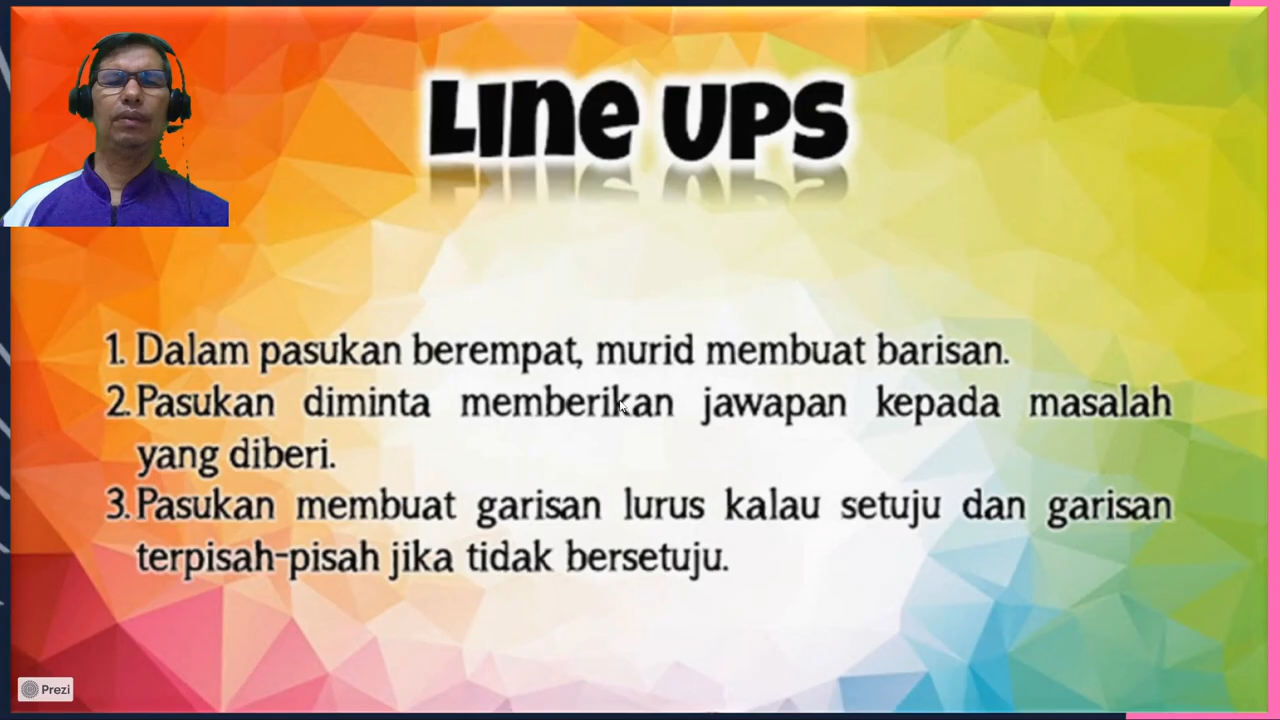 Line Ups
1. Dalam pasukan berempat, murid membuat barisan.
2. Pasukan diminta memberikan jawapan kepada masalah
yang diberi.
3. Pasukan membuat garisan lurus kalau setuju dan garisan
terpisah-pisah jika tidak bersetuju.
Prezi